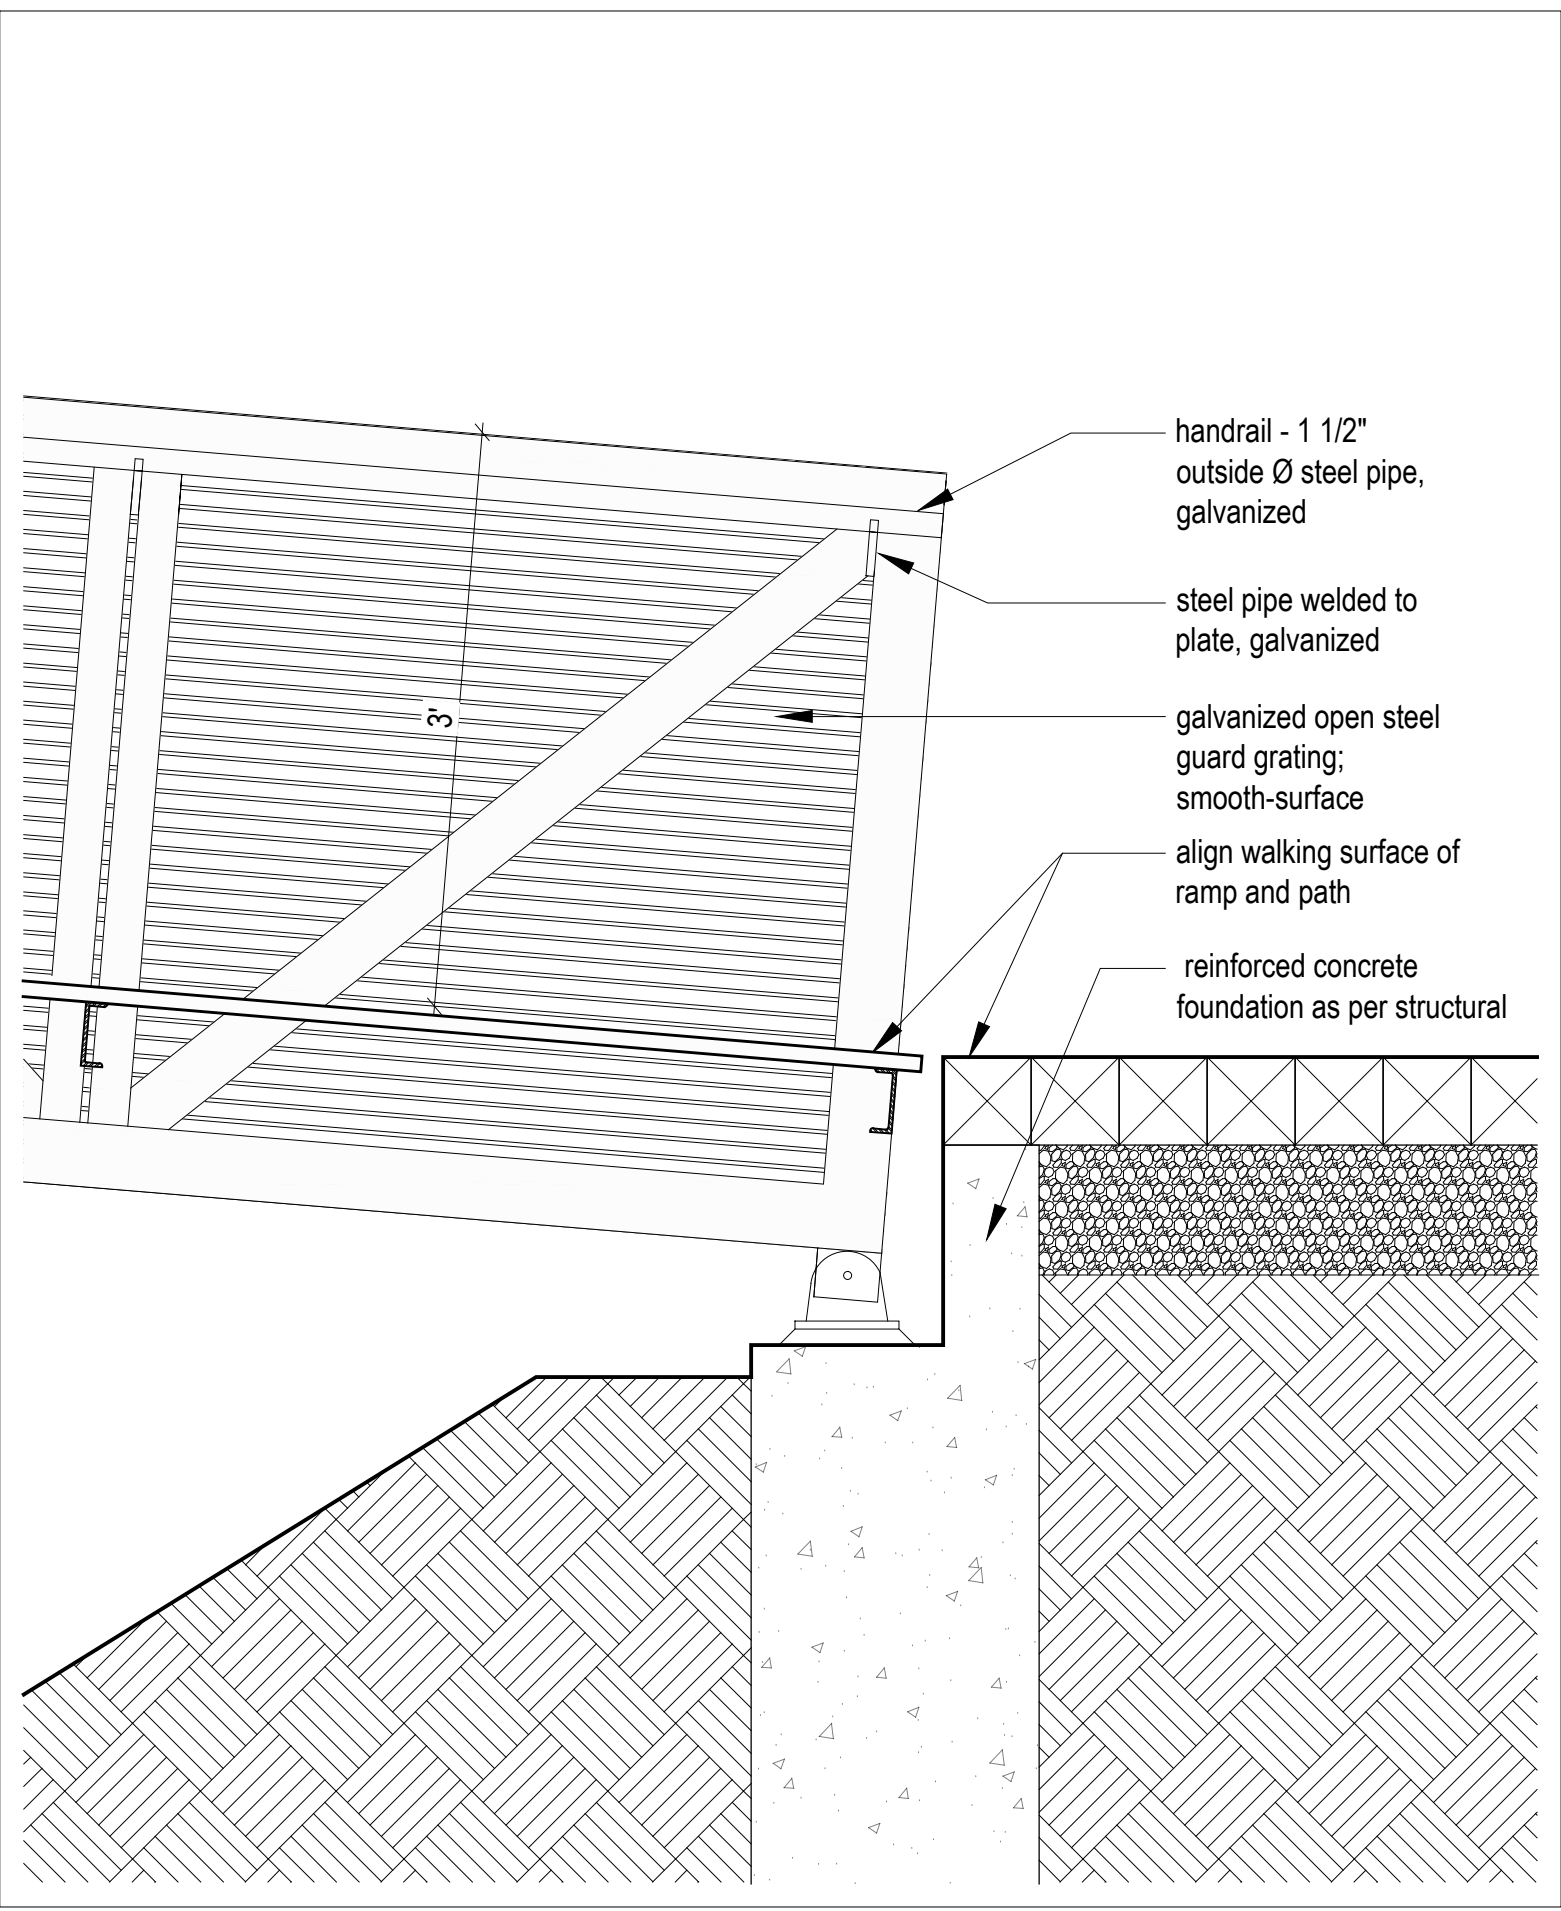 handrail - 1 1/2"
outside Ø steel pipe,
galvanized
steel pipe welded to
plate, galvanized
3'
galvanized open steel
guard grating;
smooth-surface
align walking surface of
ramp and path
reinforced concrete
foundation as per structural